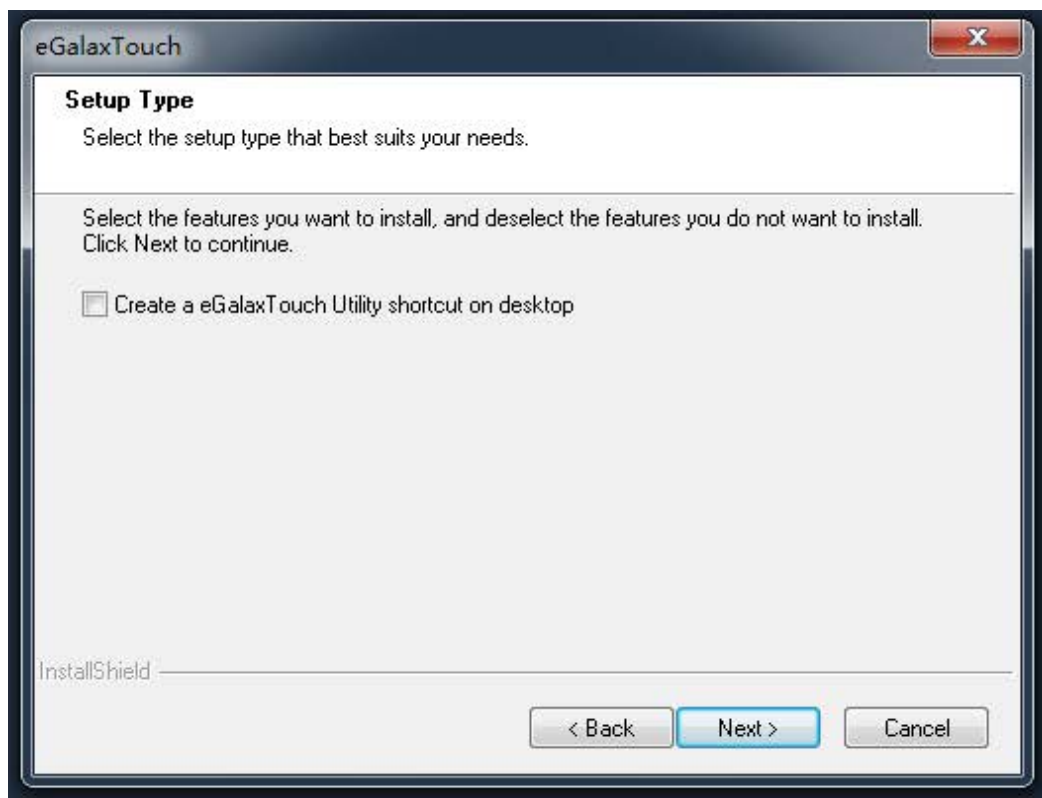 eGalaxTouch
Setup Type
Select the setup type that best suits your needs.
Select the features you want to install, and deselect the features you do not want to install.
Click Next to continue.
Create a eGalaxTouch Utility shortcut on desktop
InstallShield
< Back
Next >
Cancel